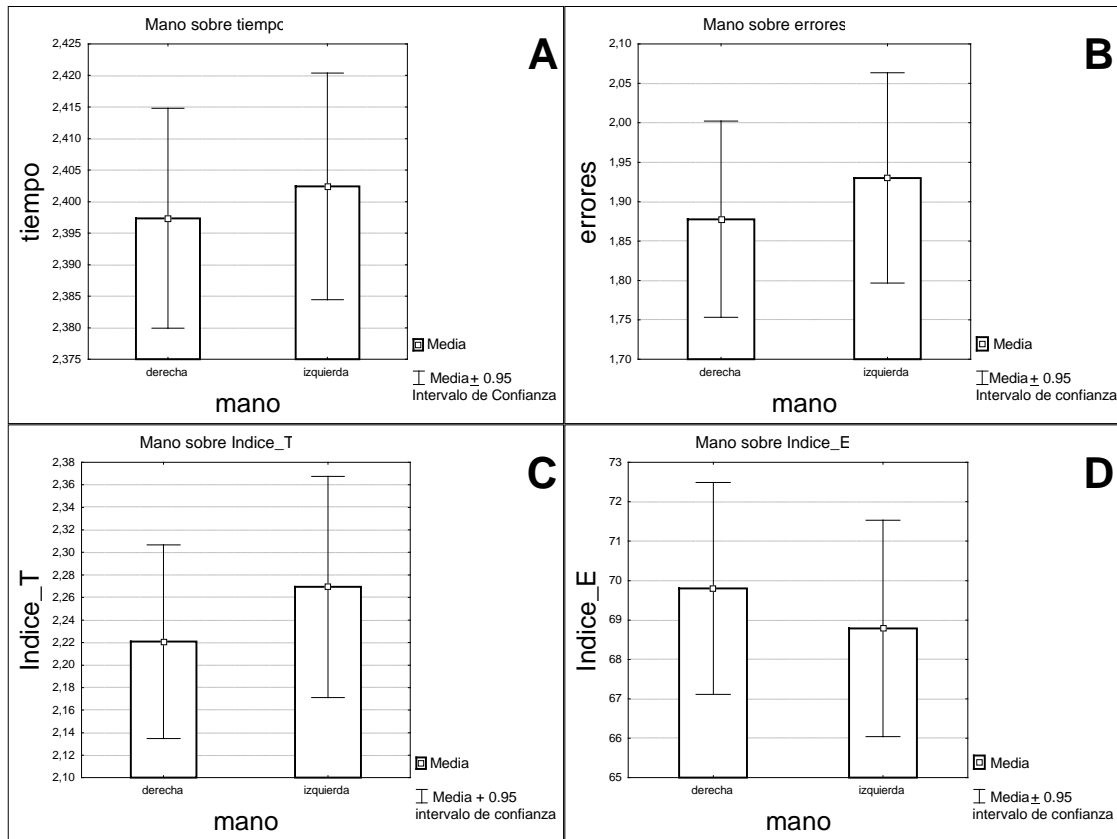 Mano sobre tiempo
A
2,425
2,420
2,415
2,410
2,405
2,400
2,395
2,390
2,385
2,380
2,375
tiempo
derecha
izquierda
mano
Media
Media ± 0.95
Intervalo de Confianza
Mano sobre errores
B
2,10
2,05
2,00
1,95
1,90
1,85
1,80
1,75
1,70
errores
derecha
izquierda
mano
Media
Media ± 0.95
Intervalo de confianza
Mano sobre Indice_T
C
2,38
2,36
2,34
2,32
2,30
2,28
2,26
2,24
2,22
2,20
2,18
2,16
2,14
2,12
2,10
Indice_T
derecha
izquierda
mano
Media
Media + 0.95
intervalo de confianza
Mano sobre Indice_E
D
73
72
71
70
69
68
67
66
65
Indice_E
derecha
izquierda
mano
Media
Media ± 0.95
intervalo de confianza